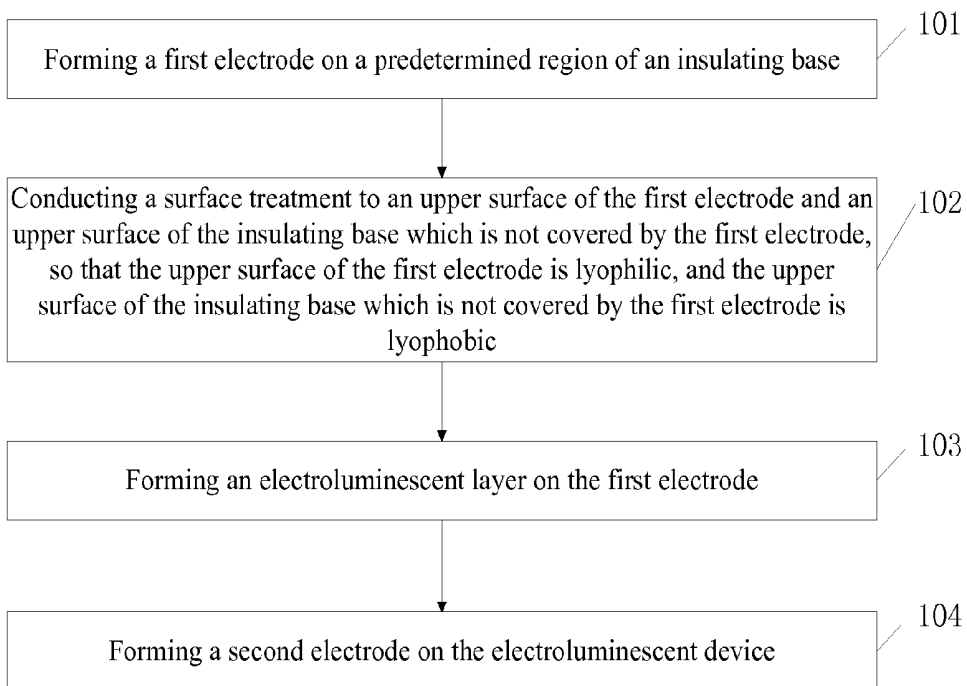 101
Forming a first electrode on a predetermined region of an insulating base
102
Conducting a surface treatment to an upper surface of the first electrode and an
upper surface of the insulating base which is not covered by the first electrode,
so that the upper surface of the first electrode is lyophilic, and the upper
surface of the insulating base which is not covered by the first electrode is
lyophobic
103
Forming an electroluminescent layer on the first electrode
104
Forming a second electrode on the electroluminescent device